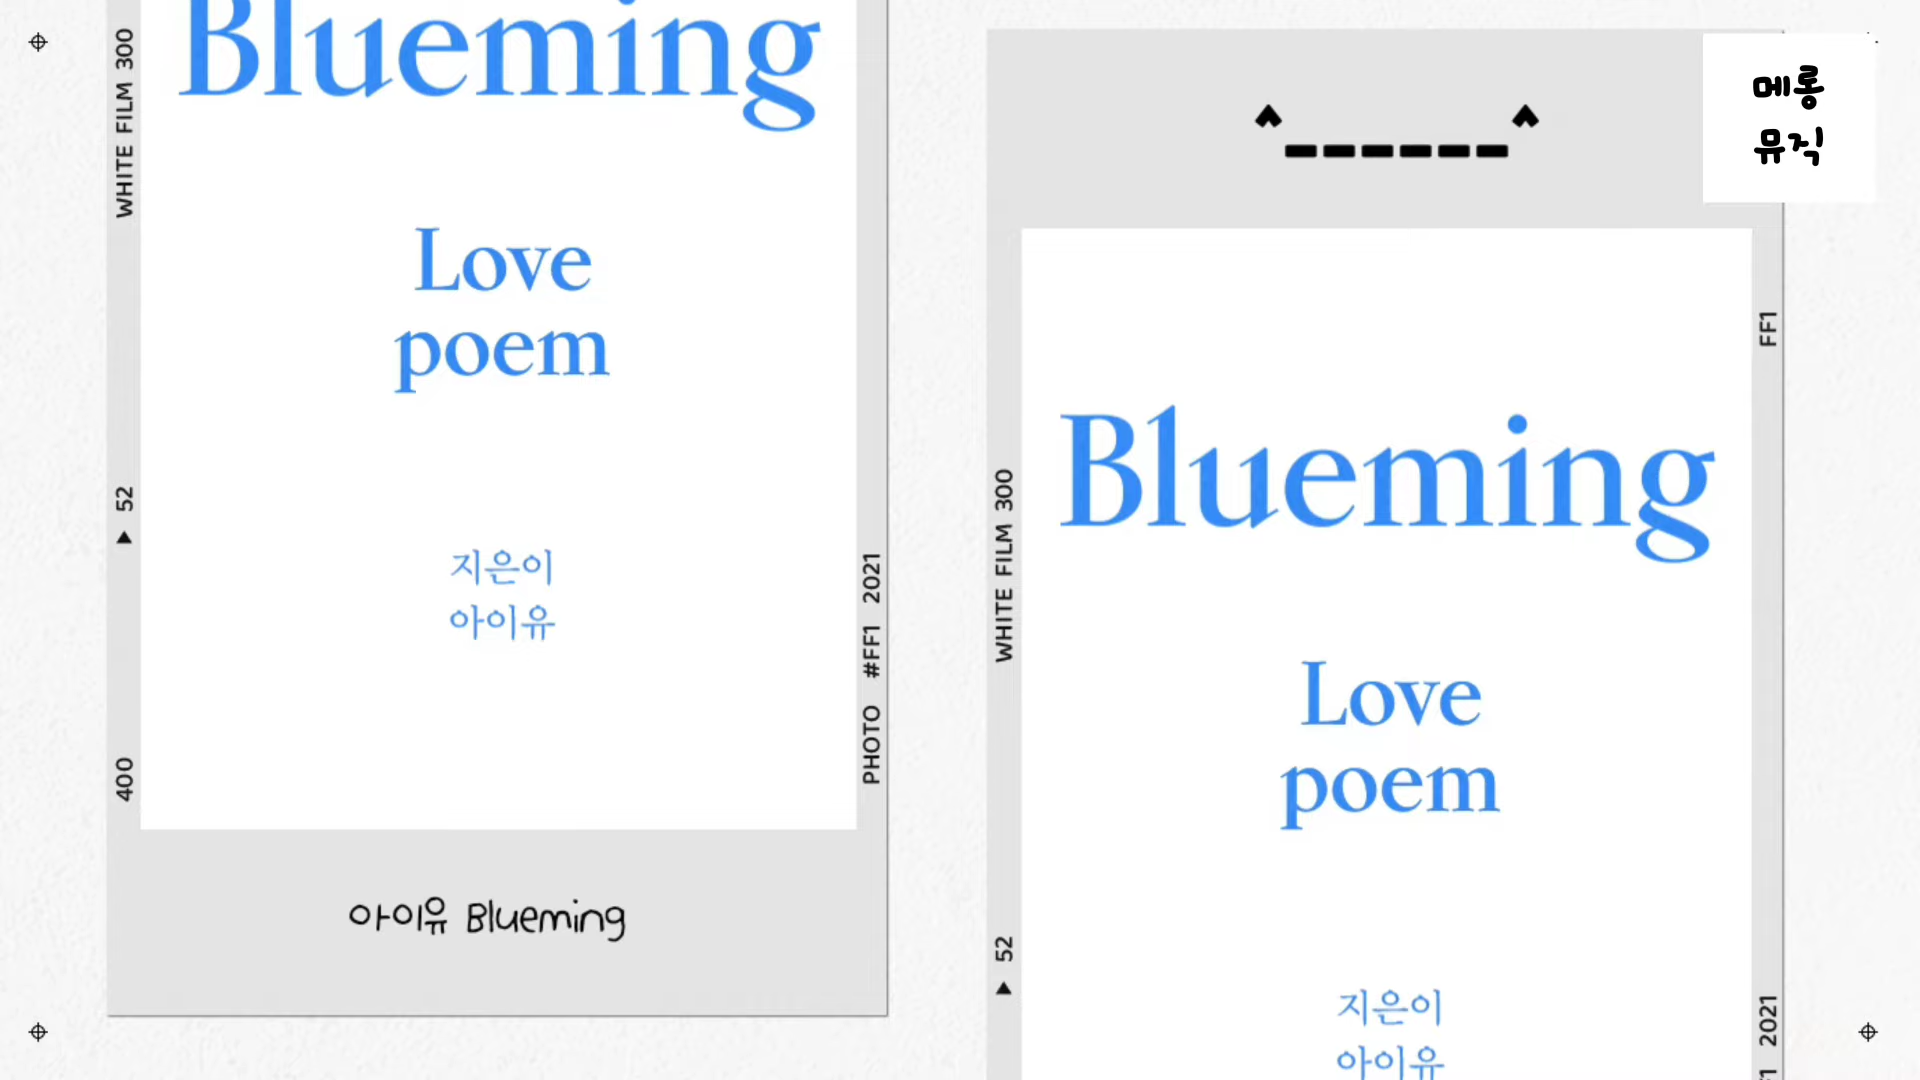 Blueming
Love
poem
지은이
아이유
WHITE FILM 300
▲ 52
400
PHOTO #FF1 2021
아이유 Blueming
^______^
메롱
뮤직
Blueming
Love
poem
지은이
아이유
WHITE FILM 300
▲ 52
FF1
2021